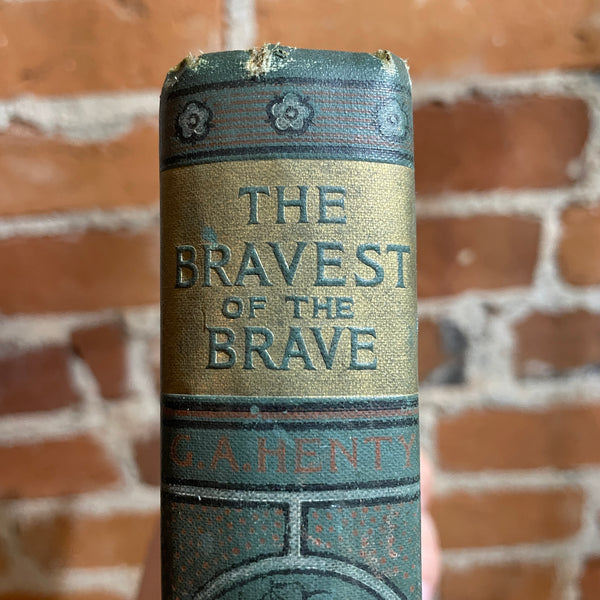 THE
BRAVEST
OF THE
BRAVE
G.A.HENTY